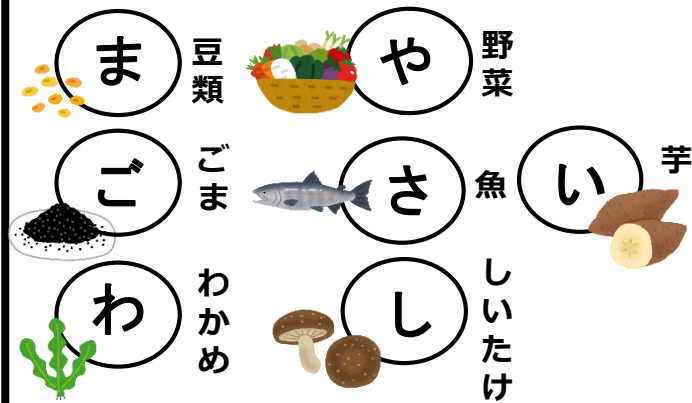 ま
豆類
ご
ごま
わ
わかめ
や
野菜
さ
魚
し
しいたけ
い
芋